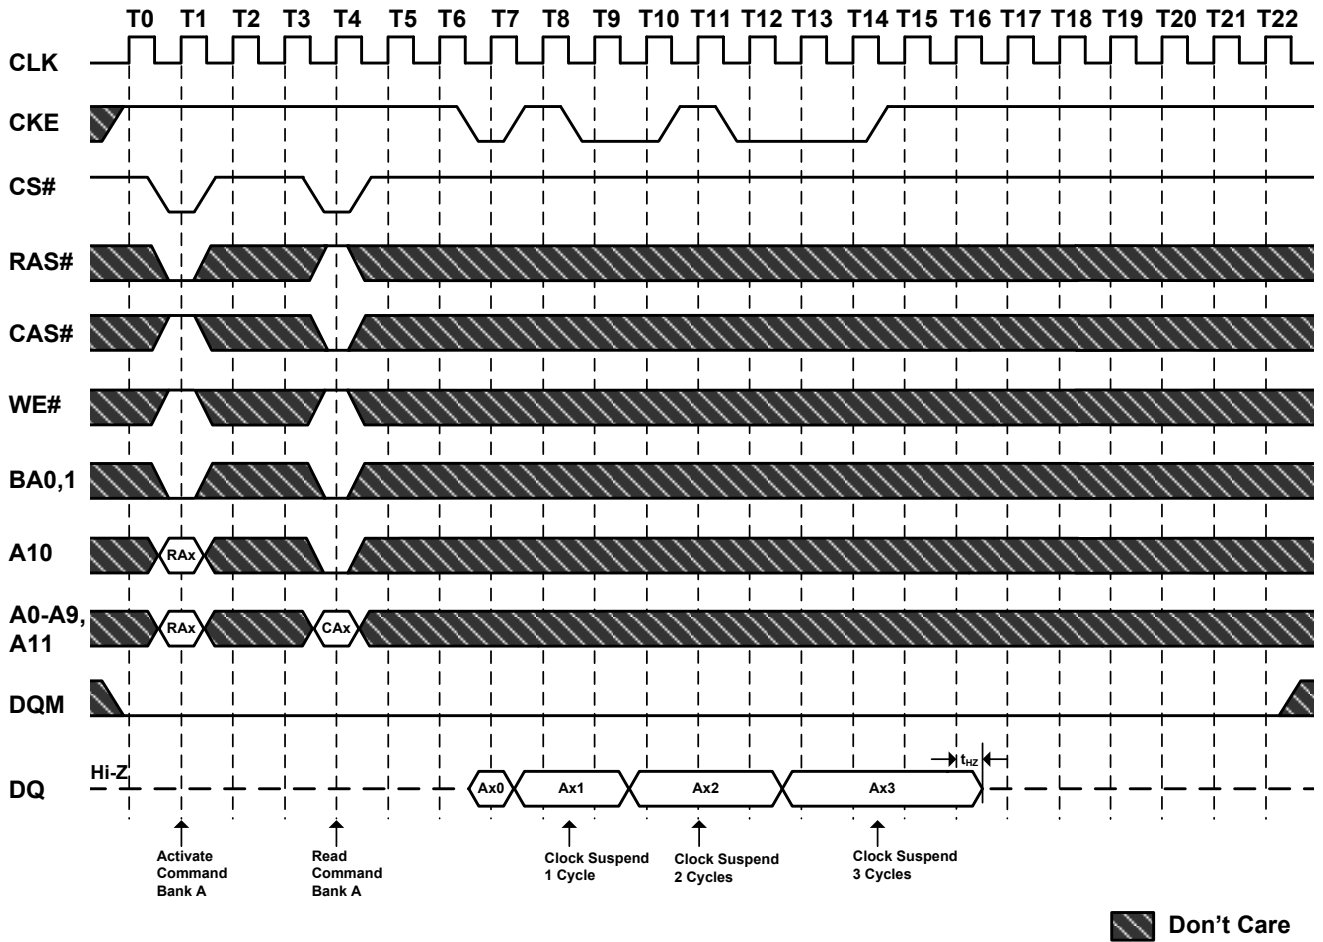 T0 T1 T2 T3 T4 T5 T6 T7 T8 T9 T10 T11 T12 T13 T14 T15 T16 T17 T18 T19 T20 T21 T22
CLK
CKE
CS#
RAS#
CAS#
WE#
BA0,1
A10
RAx
A0-A9,
A11
RAx
CAx
DQM
DQ
Hi-Z
Ax0
Ax1
Ax2
Ax3
tHZ
Activate
Command
Bank A
Read
Command
Bank A
Clock Suspend
1 Cycle
Clock Suspend
2 Cycles
Clock Suspend
3 Cycles
Don't Care